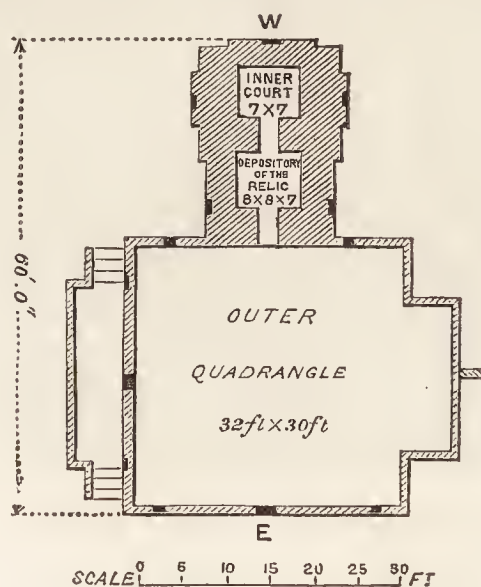 W
INNER
COURT
7X7
DEPOSITORY
OF THE
RELIC
8X8X7
60'.0"
OUTER
QUADRANGLE
32ft X 30ft
E
SCALE 0 5 10 15 20 25 30 FT